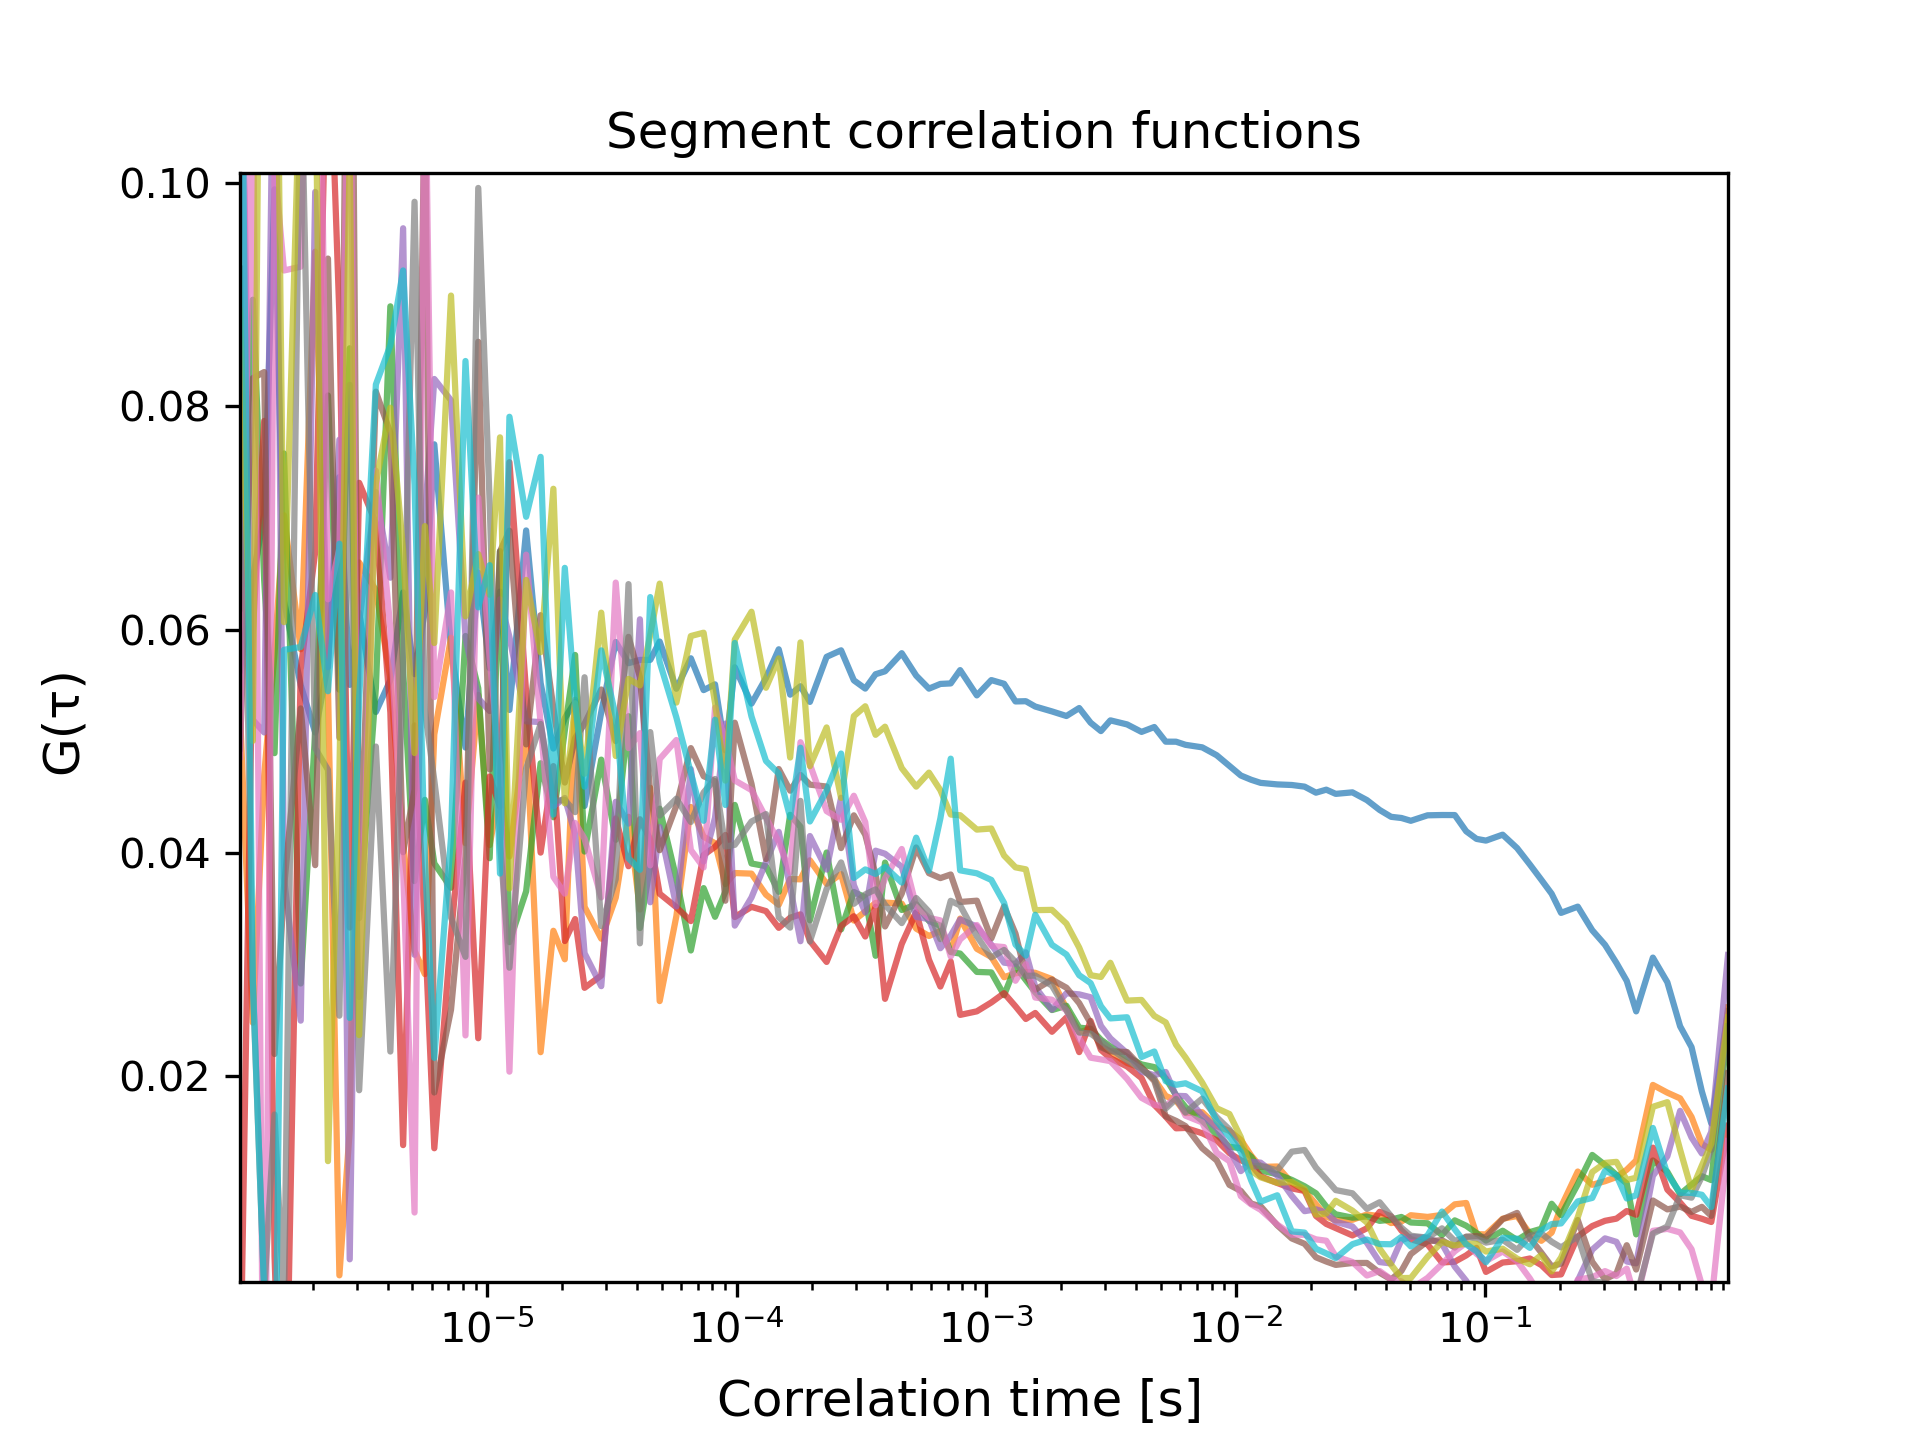 Segment correlation functions
0.10
0.08
0.06
0.04
0.02
G(τ)
10⁻⁵ 10⁻⁴ 10⁻³ 10⁻² 10⁻¹
Correlation time [s]